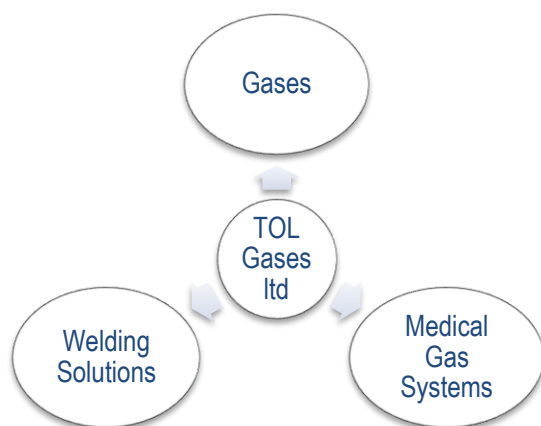 Gases
TOL
Gases
ltd
Welding
Solutions
Medical
Gas
Systems